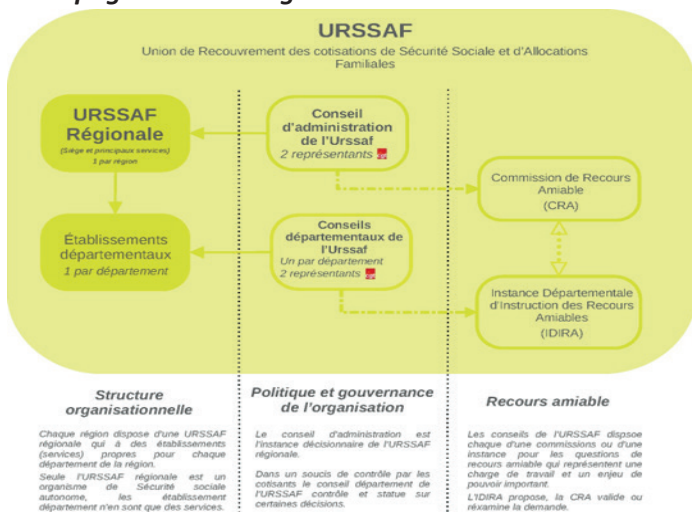 URSSAF
Union de Recouvrement des cotisations de Sécurité Sociale et d'Allocations
Familiales
URSSAF
Régionale
(Siège et principaux services)
1 par région
Établissements
départementaux
1 par département
Conseil
d'administration
de l'Urssaf
2 représentants
Conseils
départementaux de
l'Urssaf
Un par département
2 représentants
Commission de Recours
Amiable
(CRA)
Instance Départementale
d'Instruction des Recours
Amiables
(IDIRA)
Structure
organisationnelle
Chaque région dispose d'une URSSAF
régionale qui à des établissements
(services) propres pour chaque
département de la région.
Seule l'URSSAF régionale est un
organisme de Sécurité sociale
autonome, les établissement
département n'en sont que des services.
Politique et gouvernance
de l'organisation
Le conseil d'administration est
l'instance décisionnaire de l'URSSAF
régionale.
Dans un soucis de contrôle par les
cotisants le conseil département de
l'URSSAF contrôle et statue sur
certaines décisions.
Recours amiable
Les conseils de l'URSSAF dispsoe
chaque d'une commissions ou d'une
instance pour les questions de
recours amiable qui représentent une
charge de travail et un enjeu de
pouvoir important.
L'IDIRA propose, la CRA valide ou
réxamine la demande.